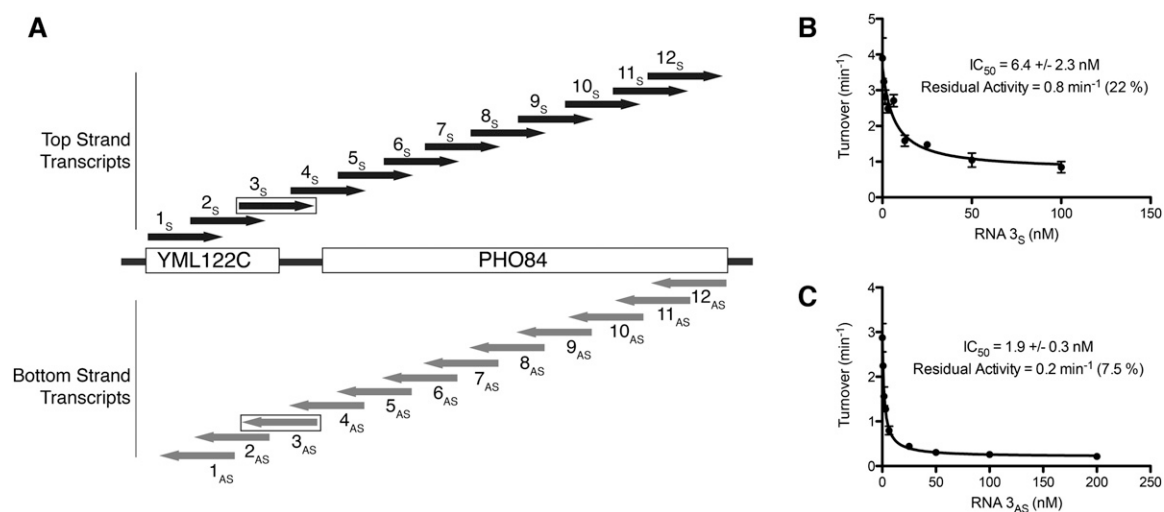 A
Top Strand
Transcripts
1S
2S
3S
4S
5S
6S
7S
8S
9S
10S
11S
12S
YML122C
PHO84
Bottom Strand
Transcripts
12AS
11AS
10AS
9AS
8AS
7AS
6AS
5AS
4AS
3AS
2AS
1AS
B
IC50 = 6.4 +/- 2.3 nM
Residual Activity = 0.8 min-1 (22 %)
Turnover (min-1)
5
4
3
2
1
0
0 50 100 150
RNA 3S (nM)
C
IC50 = 1.9 +/- 0.3 nM
Residual Activity = 0.2 min-1 (7.5 %)
Turnover (min-1)
4
3
2
1
0
0 50 100 150 200 250
RNA 3AS (nM)